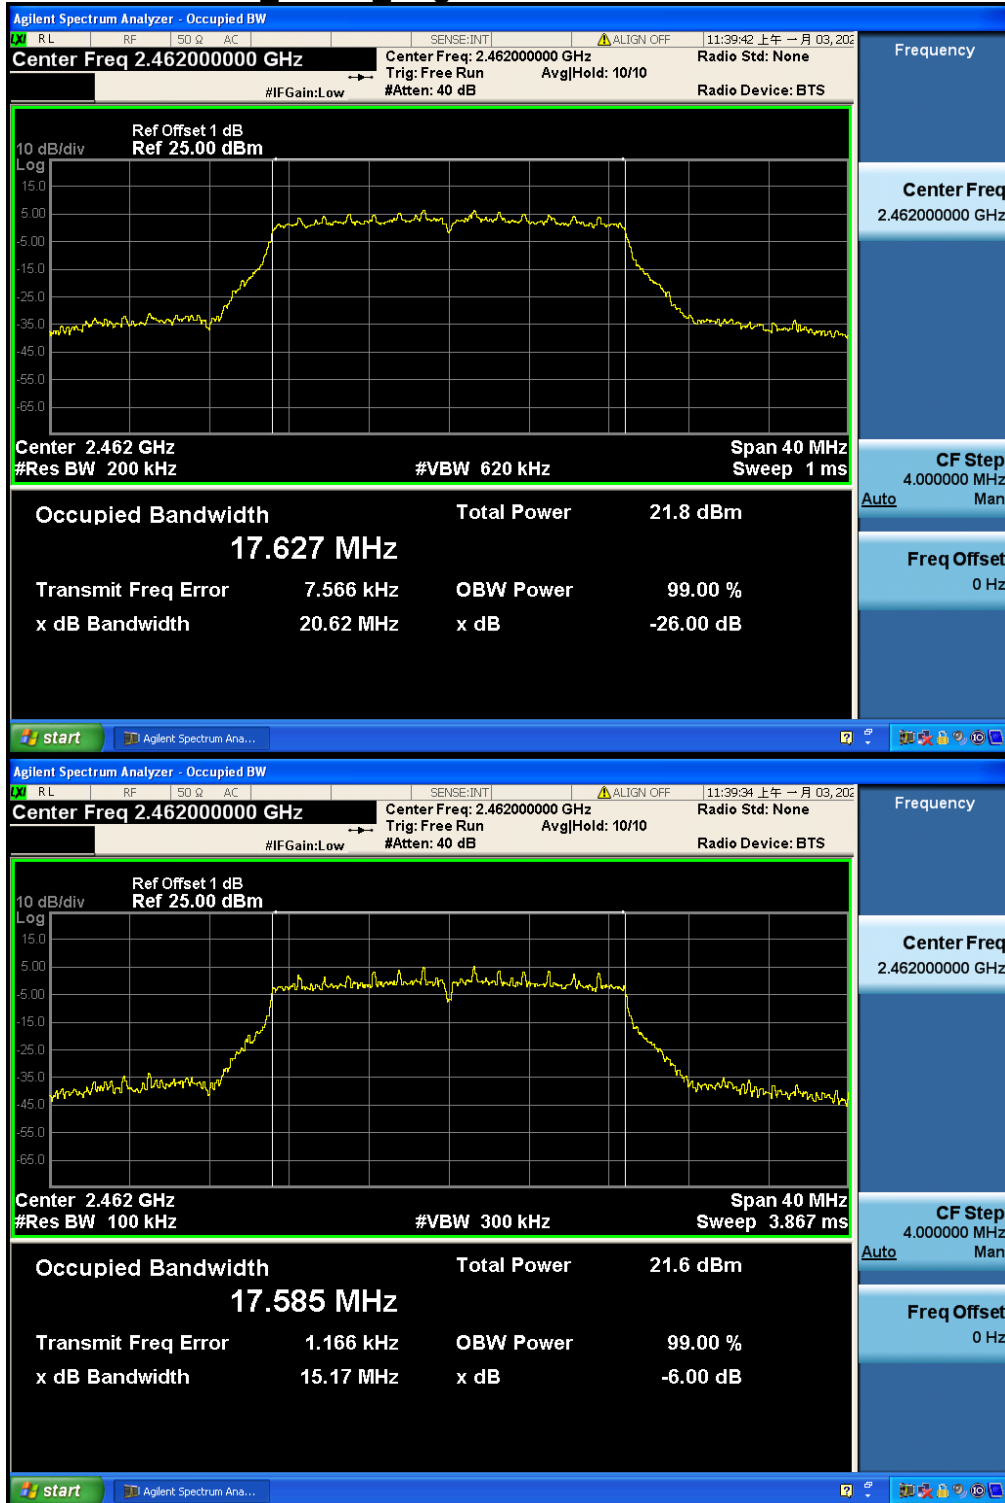 Agilent Spectrum Analyzer - Occupied BW
LXI RL RF 50 Ω AC SENSE:INT ALIGN OFF 11:39:42 上午 一月 03, 202
Center Freq 2.462000000 GHz
Center Freq: 2.462000000 GHz Radio Std: None
Trig: Free Run Avg|Hold: 10/10
#IFGain:Low #Atten: 40 dB Radio Device: BTS
Frequency
Ref Offset 1 dB
10 dB/div Ref 25.00 dBm
Log
15.0
5.00
-5.00
-15.0
-25.0
-35.0
-45.0
-55.0
-65.0
Center 2.462 GHz Span 40 MHz
#Res BW 200 kHz #VBW 620 kHz Sweep 1 ms
Center Freq
2.462000000 GHz
CF Step
4.000000 MHz
Auto Man
Freq Offset
0 Hz
Occupied Bandwidth Total Power 21.8 dBm
17.627 MHz
Transmit Freq Error 7.566 kHz OBW Power 99.00 %
x dB Bandwidth 20.62 MHz x dB -26.00 dB
start Agilent Spectrum Ana...
Agilent Spectrum Analyzer - Occupied BW
LXI RL RF 50 Ω AC SENSE:INT ALIGN OFF 11:39:34 上午 一月 03, 202
Center Freq 2.462000000 GHz
Center Freq: 2.462000000 GHz Radio Std: None
Trig: Free Run Avg|Hold: 10/10
#IFGain:Low #Atten: 40 dB Radio Device: BTS
Frequency
Ref Offset 1 dB
10 dB/div Ref 25.00 dBm
Log
15.0
5.00
-5.00
-15.0
-25.0
-35.0
-45.0
-55.0
-65.0
Center 2.462 GHz Span 40 MHz
#Res BW 100 kHz #VBW 300 kHz Sweep 3.867 ms
Center Freq
2.462000000 GHz
CF Step
4.000000 MHz
Auto Man
Freq Offset
0 Hz
Occupied Bandwidth Total Power 21.6 dBm
17.585 MHz
Transmit Freq Error 1.166 kHz OBW Power 99.00 %
x dB Bandwidth 15.17 MHz x dB -6.00 dB
start Agilent Spectrum Ana...